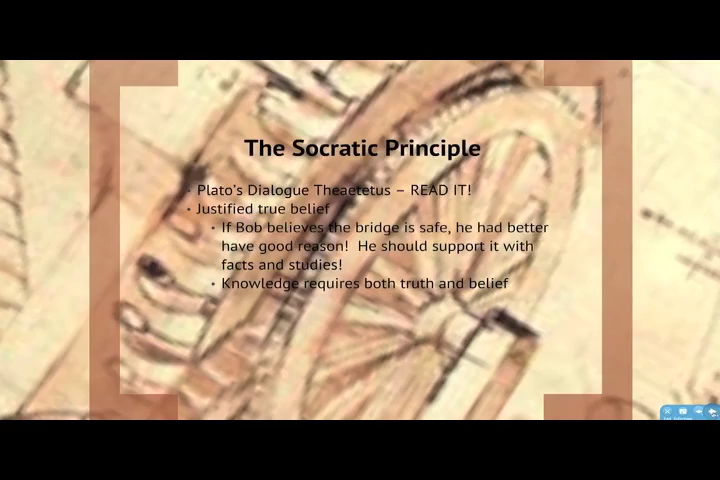 The Socratic Principle
• Plato's Dialogue Theaetetus – READ IT!
• Justified true belief
• If Bob believes the bridge is safe, he had better
have good reason! He should support it with
facts and studies!
• Knowledge requires both truth and belief